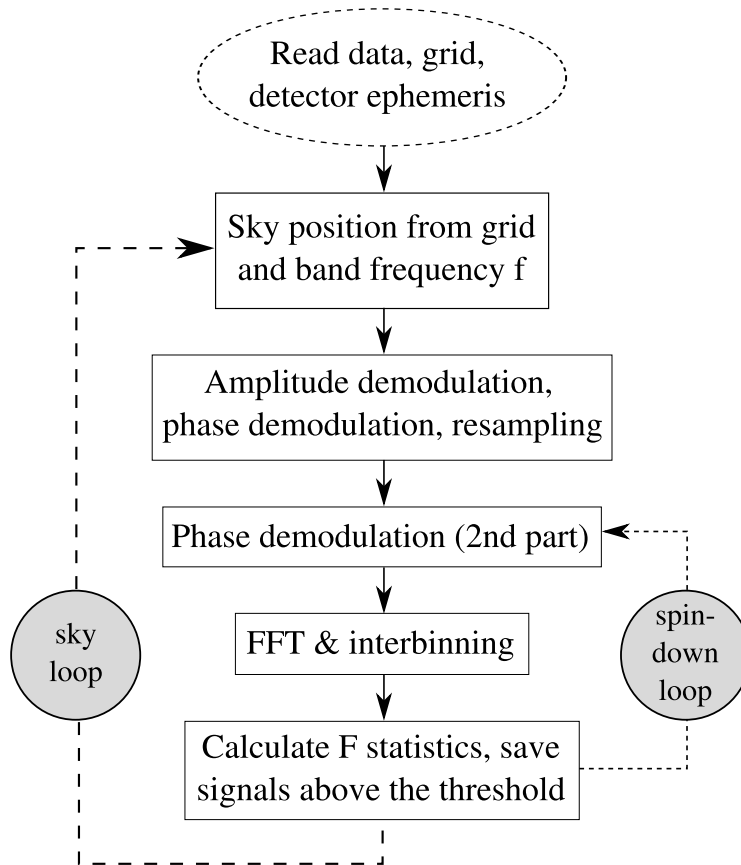 Read data, grid,
detector ephemeris
Sky position from grid
and band frequency f
Amplitude demodulation,
phase demodulation, resampling
Phase demodulation (2nd part)
FFT & interbinning
sky
loop
spin-
down
loop
Calculate F statistics, save
signals above the threshold